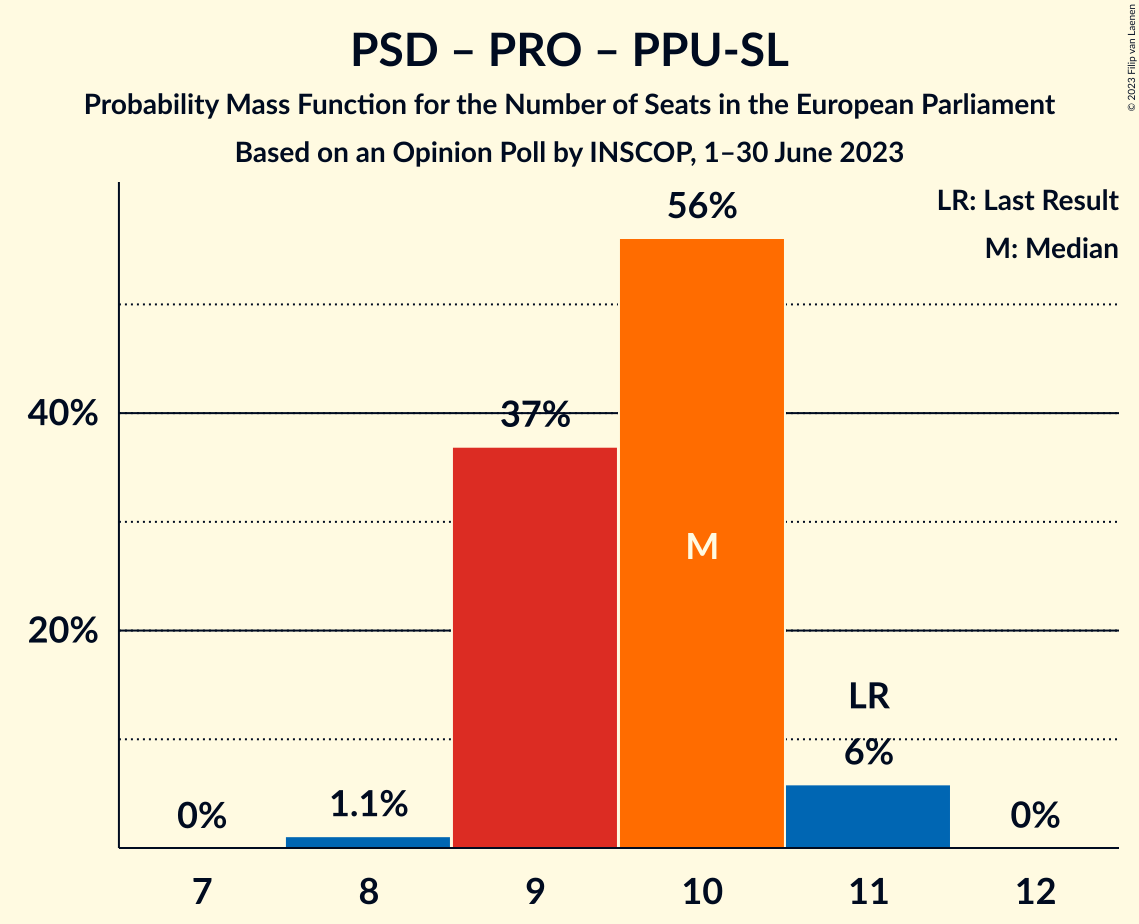 PSD – PRO – PPU-SL
Probability Mass Function for the Number of Seats in the European Parliament
Based on an Opinion Poll by INSCOP, 1–30 June 2023
© 2023 Filip van Laenen
LR: Last Result
M: Median
56%
40%
37%
M
20%
LR
6%
1.1%
0%
0%
7 8 9 10 11 12